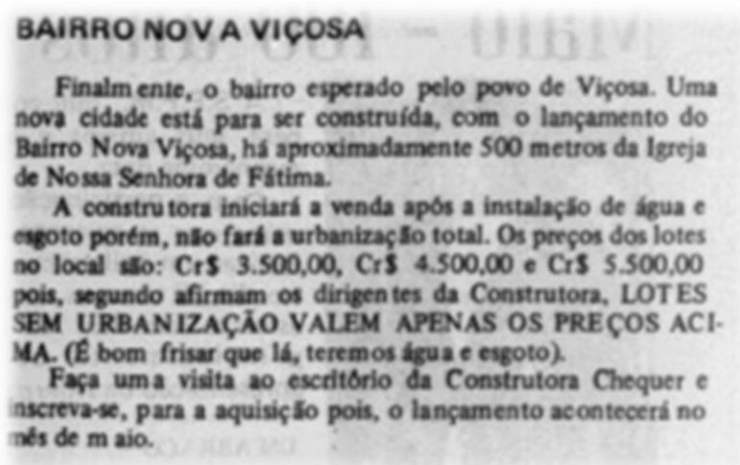 BAIRRO NOVA VIÇOSA
Finalmente, o bairro esperado pelo povo de Viçosa. Uma
nova cidade está para ser construída, com o lançamento do
Bairro Nova Viçosa, há aproximadamente 500 metros da Igreja
de Nossa Senhora de Fátima.
A construtora iniciará a venda após a instalação de água e
esgoto porém, não fará a urbanização total. Os preços dos lotes
no local são: Cr$ 3.500,00, Cr$ 4.500,00 e Cr$ 5.500,00
pois, segundo afirmam os dirigentes da Construtora, LOTES
SEM URBANIZAÇÃO VALEM APENAS OS PREÇOS ACI-
MA. (É bom frisar que lá, teremos água e esgoto).
Faça uma visita ao escritório da Construtora Chequer e
inscreva-se, para a aquisição pois, o lançamento acontecerá no
mês de maio.